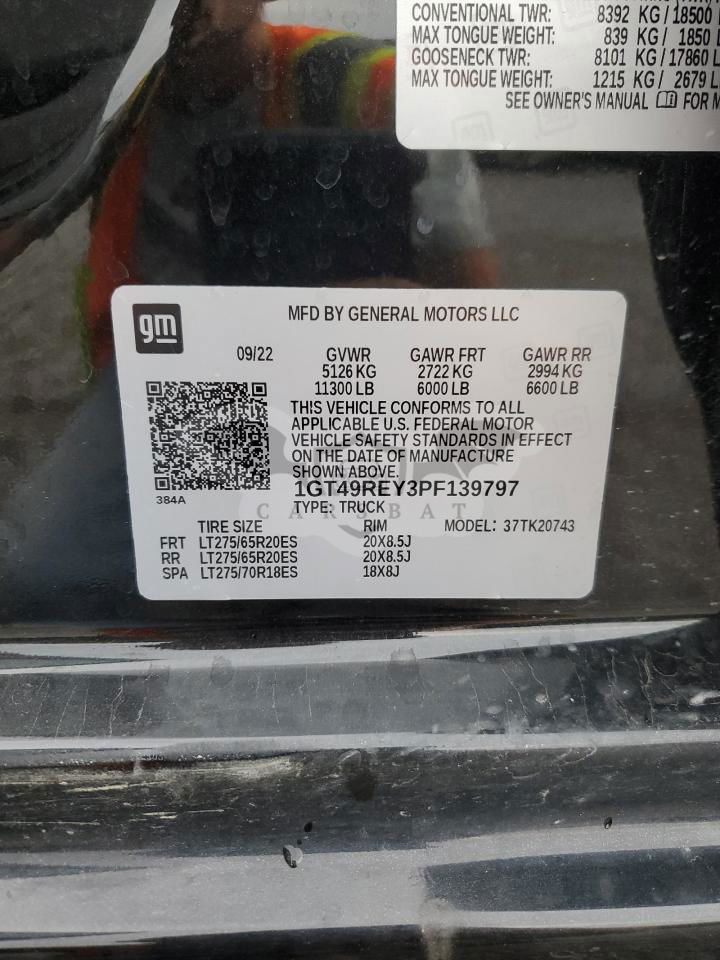 CONVENTIONAL TWR: 8392 KG / 18500
MAX TONGUE WEIGHT: 839 KG / 1850 L
GOOSENECK TWR: 8101 KG / 17860 L
MAX TONGUE WEIGHT: 1215 KG / 2679 L
SEE OWNER'S MANUAL FOR M
gm
MFD BY GENERAL MOTORS LLC
09/22 GVWR GAWR FRT GAWR RR
5126 KG 2722 KG 2994 KG
11300 LB 6000 LB 6600 LB
THIS VEHICLE CONFORMS TO ALL
APPLICABLE U.S. FEDERAL MOTOR
VEHICLE SAFETY STANDARDS IN EFFECT
ON THE DATE OF MANUFACTURE
SHOWN ABOVE.
384A
1GT49REY3PF139797
TYPE: TRUCK
CARSBAT
TIRE SIZE RIM MODEL: 37TK20743
FRT LT275/65R20ES 20X8.5J
RR LT275/65R20ES 20X8.5J
SPA LT275/70R18ES 18X8J